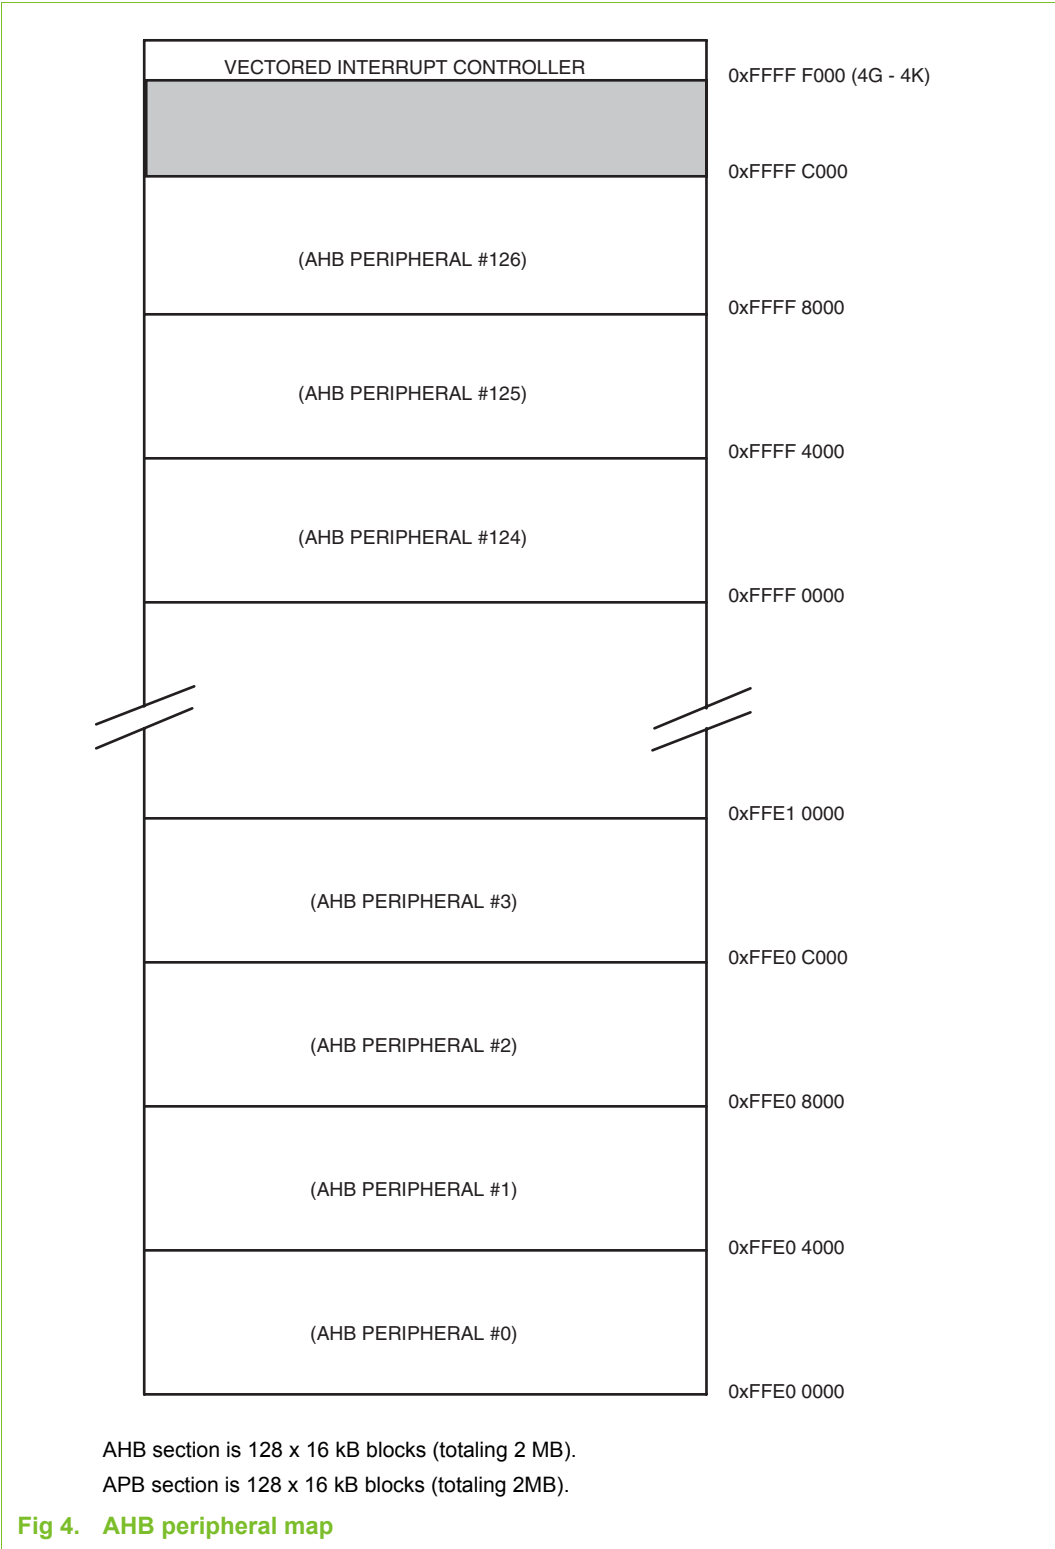 VECTORED INTERRUPT CONTROLLER
0xFFFF F000 (4G - 4K)
0xFFFF C000
(AHB PERIPHERAL #126)
0xFFFF 8000
(AHB PERIPHERAL #125)
0xFFFF 4000
(AHB PERIPHERAL #124)
0xFFFF 0000
0xFFE1 0000
(AHB PERIPHERAL #3)
0xFFE0 C000
(AHB PERIPHERAL #2)
0xFFE0 8000
(AHB PERIPHERAL #1)
0xFFE0 4000
(AHB PERIPHERAL #0)
0xFFE0 0000
AHB section is 128 x 16 kB blocks (totaling 2 MB).
APB section is 128 x 16 kB blocks (totaling 2MB).
Fig 4. AHB peripheral map